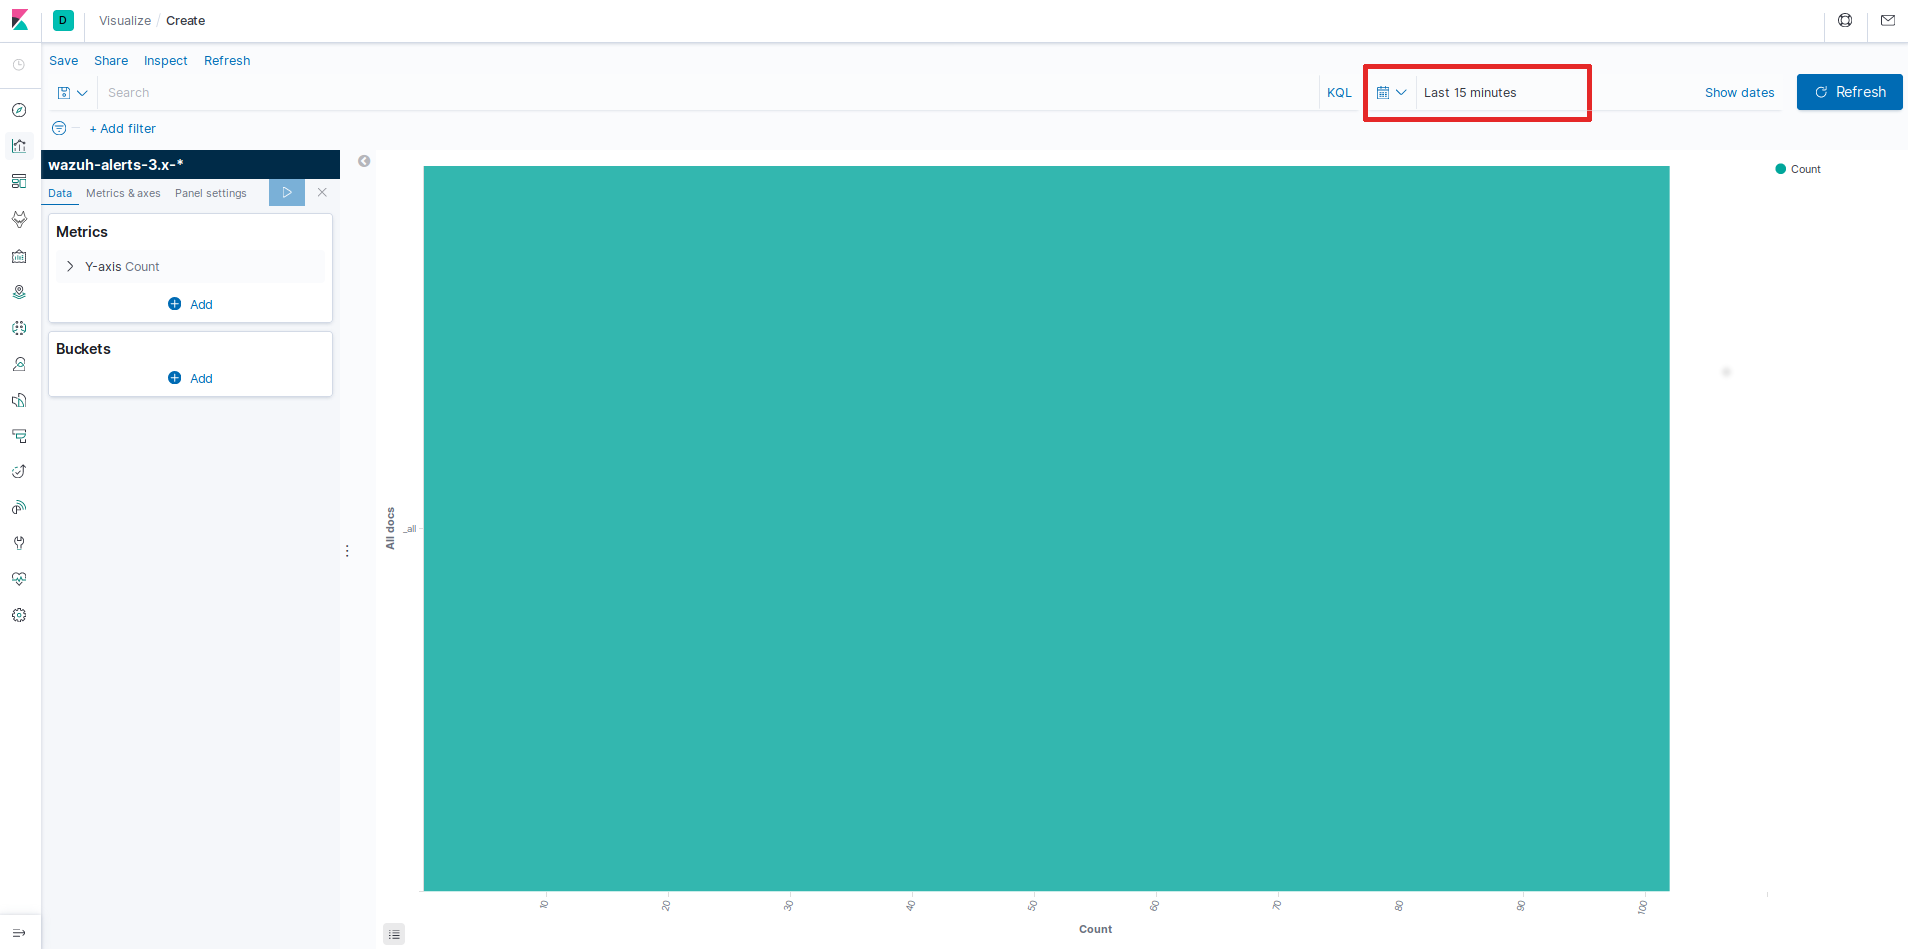 D Visualize / Create
Save Share Inspect Refresh
Search KQL Last 15 minutes Show dates Refresh
+ Add filter
wazuh-alerts-3.x-*
Data Metrics & axes Panel settings
Metrics
Y-axis Count
Add
Buckets
Add
Count
All docs
_all
10 20 30 40 50 60 70 80 90 100
Count